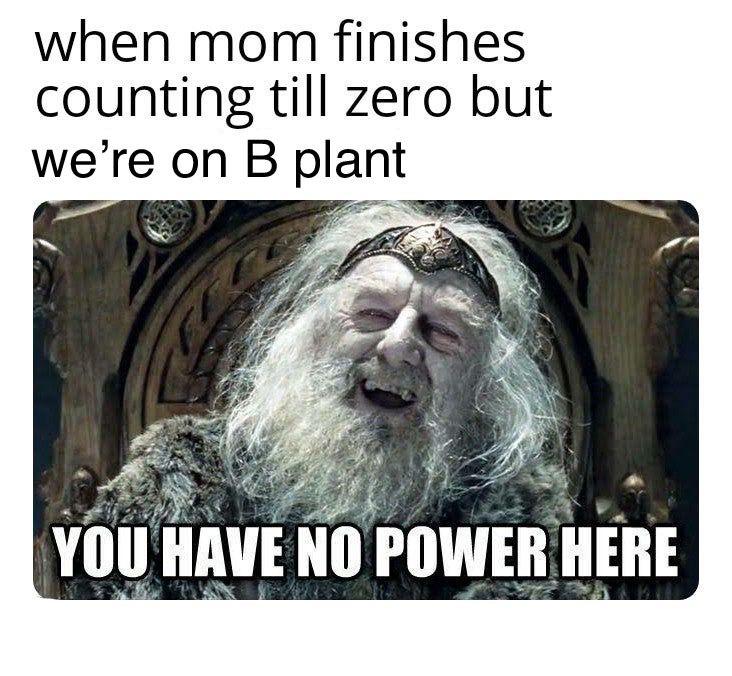 when mom finishes
counting till zero but
we’re on B plant
YOU HAVE NO POWER HERE